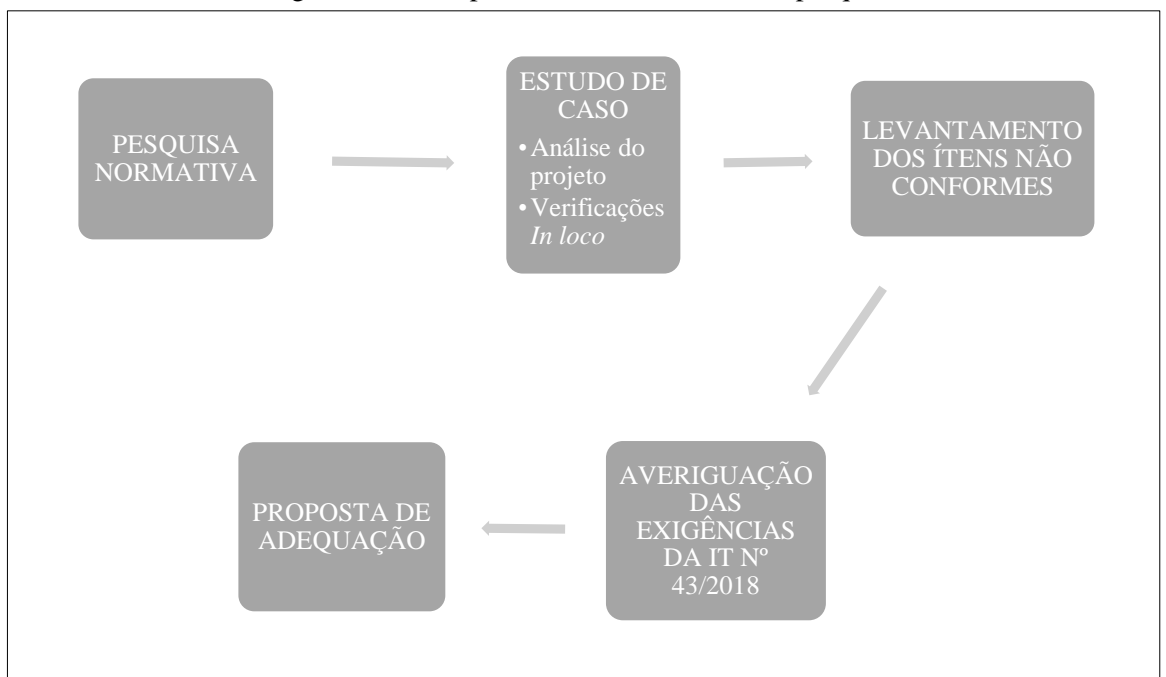 PESQUISA
NORMATIVA
ESTUDO DE
CASO
•Análise do
projeto
•Verificações
In loco
LEVANTAMENTO
DOS ÍTENS NÃO
CONFORMES
AVERIGUAÇÃO
DAS
EXIGÊNCIAS
DA IT Nº
43/2018
PROPOSTA DE
ADEQUAÇÃO